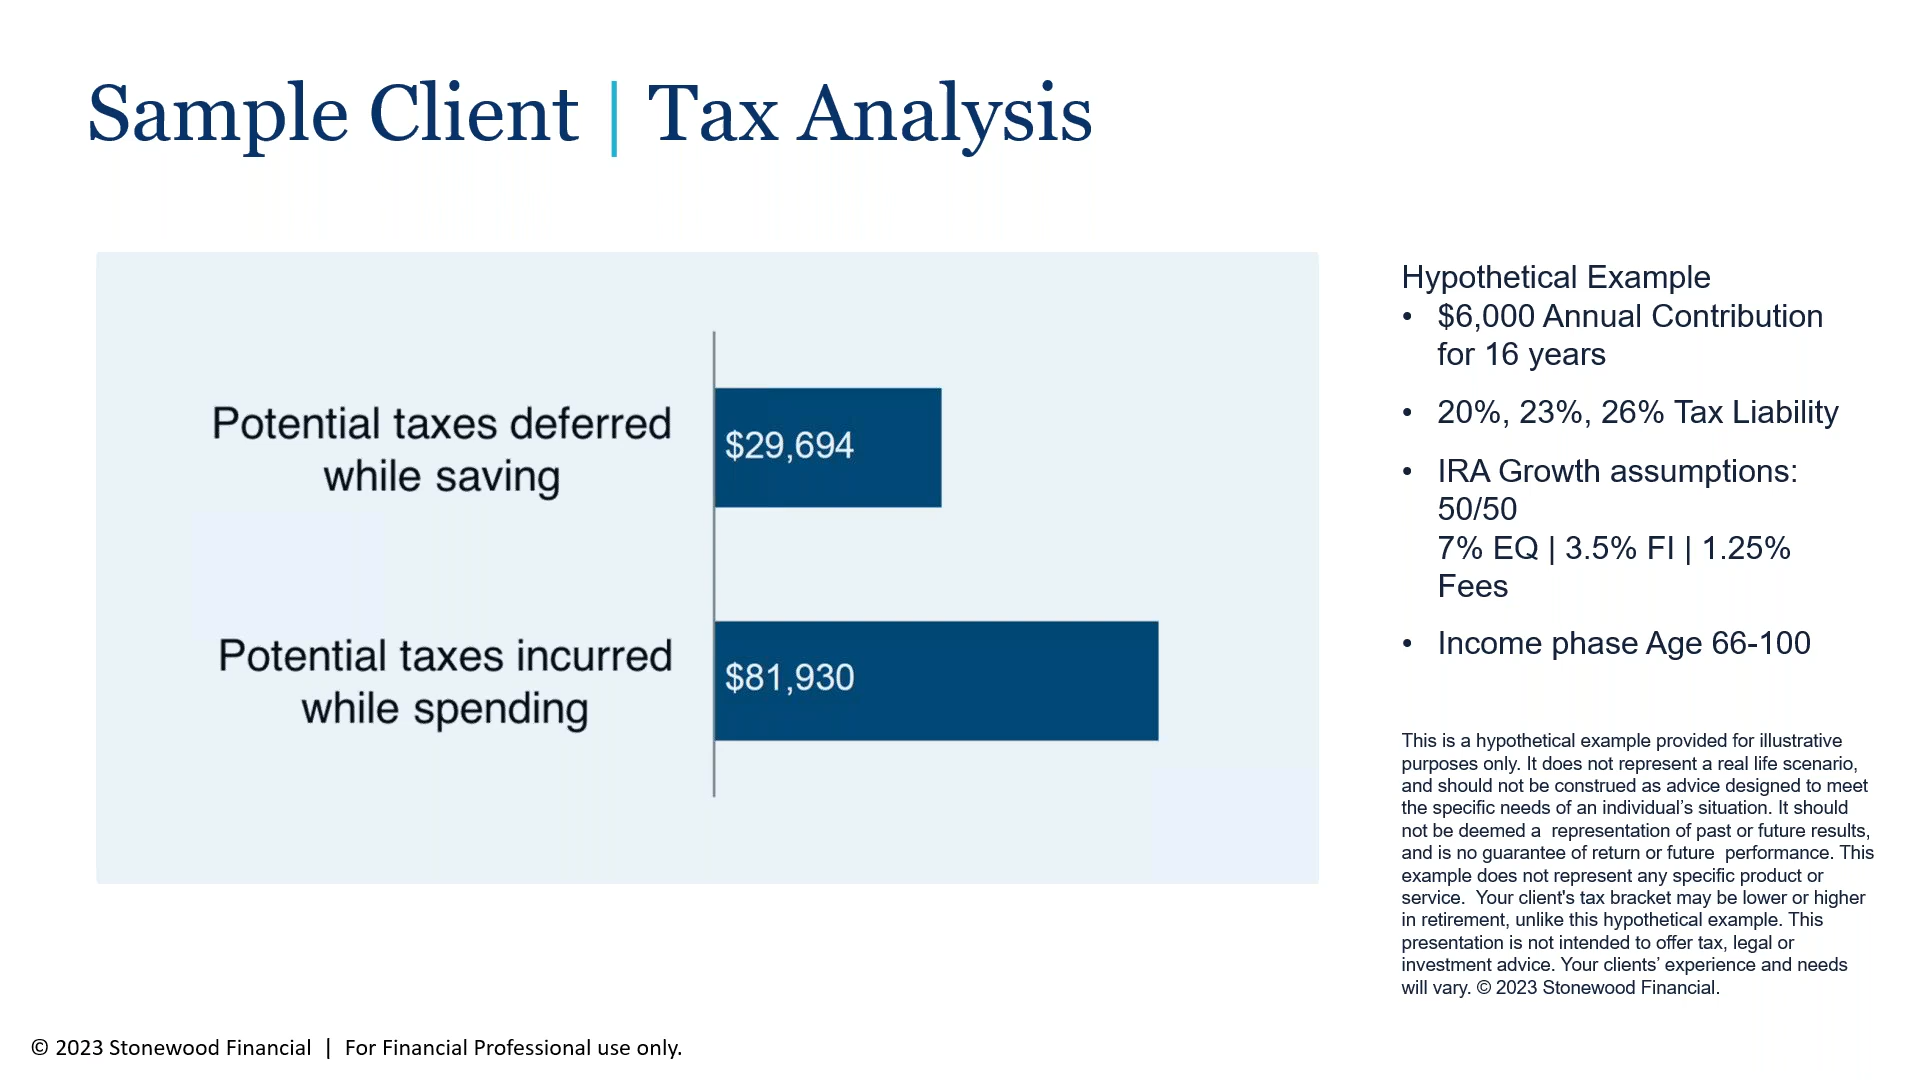 Sample Client | Tax Analysis
Potential taxes deferred
while saving
$29,694
Potential taxes incurred
while spending
$81,930
Hypothetical Example
• $6,000 Annual Contribution
for 16 years
• 20%, 23%, 26% Tax Liability
• IRA Growth assumptions:
50/50
7% EQ | 3.5% FI | 1.25%
Fees
• Income phase Age 66-100
This is a hypothetical example provided for illustrative
purposes only. It does not represent a real life scenario,
and should not be construed as advice designed to meet
the specific needs of an individual’s situation. It should
not be deemed a  representation of past or future results,
and is no guarantee of return or future  performance. This
example does not represent any specific product or
service.  Your client's tax bracket may be lower or higher
in retirement, unlike this hypothetical example. This
presentation is not intended to offer tax, legal or
investment advice. Your clients’ experience and needs
will vary. © 2023 Stonewood Financial.
© 2023 Stonewood Financial | For Financial Professional use only.